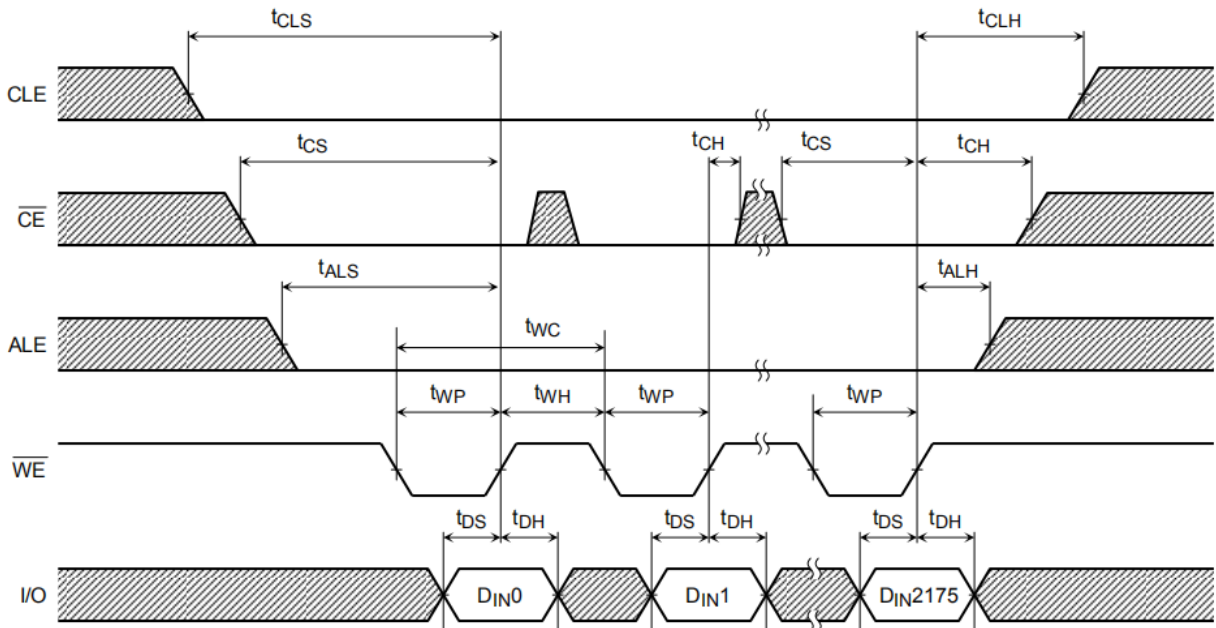 tCLS
tCLH
CLE
tCS
tCH
tCS
tCH
CE
tALS
tALH
ALE
tWC
tWP
tWH
tWP
tWP
WE
tDS
tDH
tDS
tDH
tDS
tDH
I/O
DIN0
DIN1
DIN2175